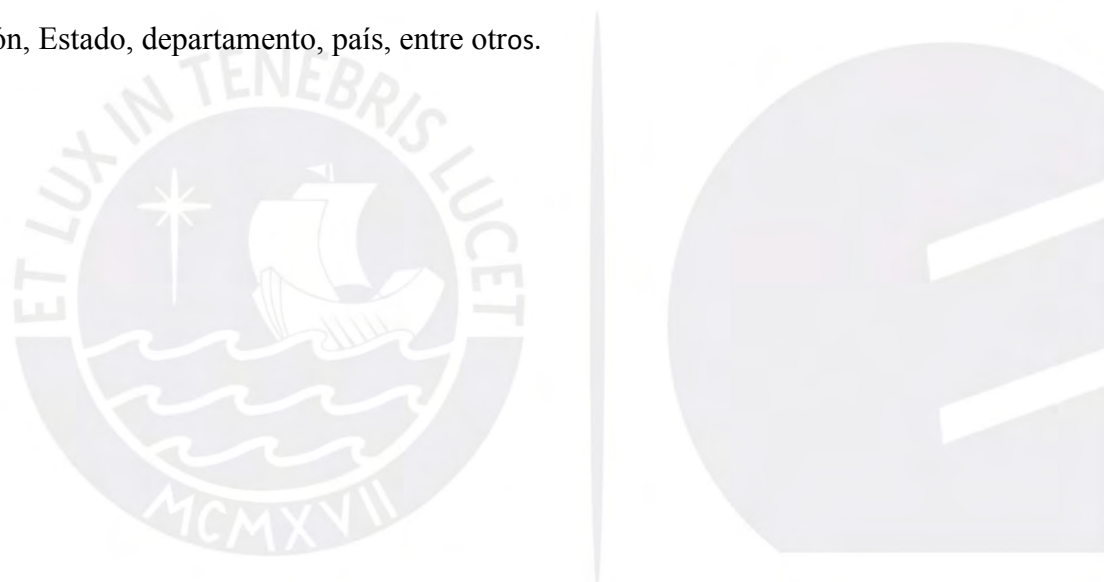 ón, Estado, departamento, país, entre otros.
ET LUX IN TENEBRIS LUCET
MCMXVII